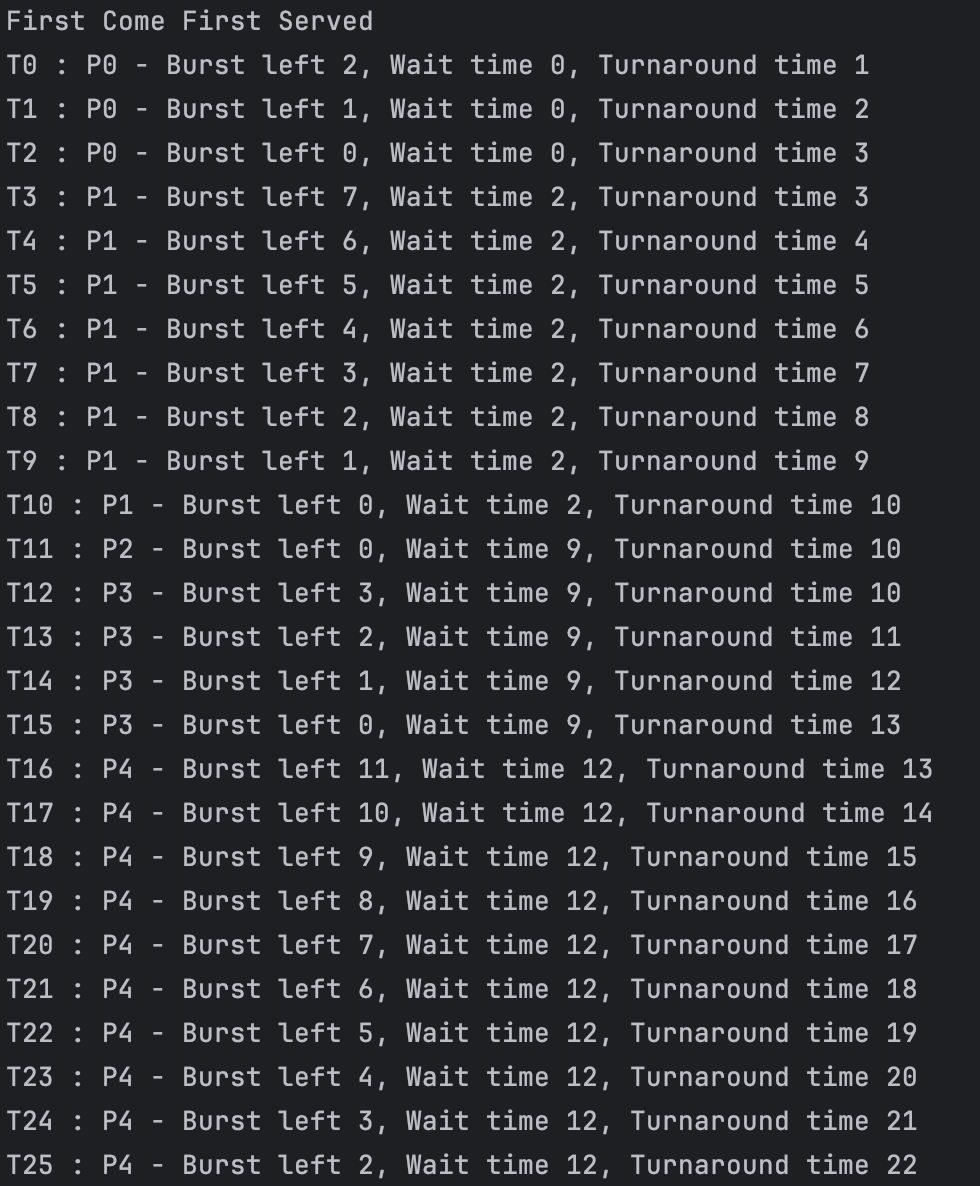 First Come First Served
T0 : P0 - Burst left 2, Wait time 0, Turnaround time 1
T1 : P0 - Burst left 1, Wait time 0, Turnaround time 2
T2 : P0 - Burst left 0, Wait time 0, Turnaround time 3
T3 : P1 - Burst left 7, Wait time 2, Turnaround time 3
T4 : P1 - Burst left 6, Wait time 2, Turnaround time 4
T5 : P1 - Burst left 5, Wait time 2, Turnaround time 5
T6 : P1 - Burst left 4, Wait time 2, Turnaround time 6
T7 : P1 - Burst left 3, Wait time 2, Turnaround time 7
T8 : P1 - Burst left 2, Wait time 2, Turnaround time 8
T9 : P1 - Burst left 1, Wait time 2, Turnaround time 9
T10 : P1 - Burst left 0, Wait time 2, Turnaround time 10
T11 : P2 - Burst left 0, Wait time 9, Turnaround time 10
T12 : P3 - Burst left 3, Wait time 9, Turnaround time 10
T13 : P3 - Burst left 2, Wait time 9, Turnaround time 11
T14 : P3 - Burst left 1, Wait time 9, Turnaround time 12
T15 : P3 - Burst left 0, Wait time 9, Turnaround time 13
T16 : P4 - Burst left 11, Wait time 12, Turnaround time 13
T17 : P4 - Burst left 10, Wait time 12, Turnaround time 14
T18 : P4 - Burst left 9, Wait time 12, Turnaround time 15
T19 : P4 - Burst left 8, Wait time 12, Turnaround time 16
T20 : P4 - Burst left 7, Wait time 12, Turnaround time 17
T21 : P4 - Burst left 6, Wait time 12, Turnaround time 18
T22 : P4 - Burst left 5, Wait time 12, Turnaround time 19
T23 : P4 - Burst left 4, Wait time 12, Turnaround time 20
T24 : P4 - Burst left 3, Wait time 12, Turnaround time 21
T25 : P4 - Burst left 2, Wait time 12, Turnaround time 22